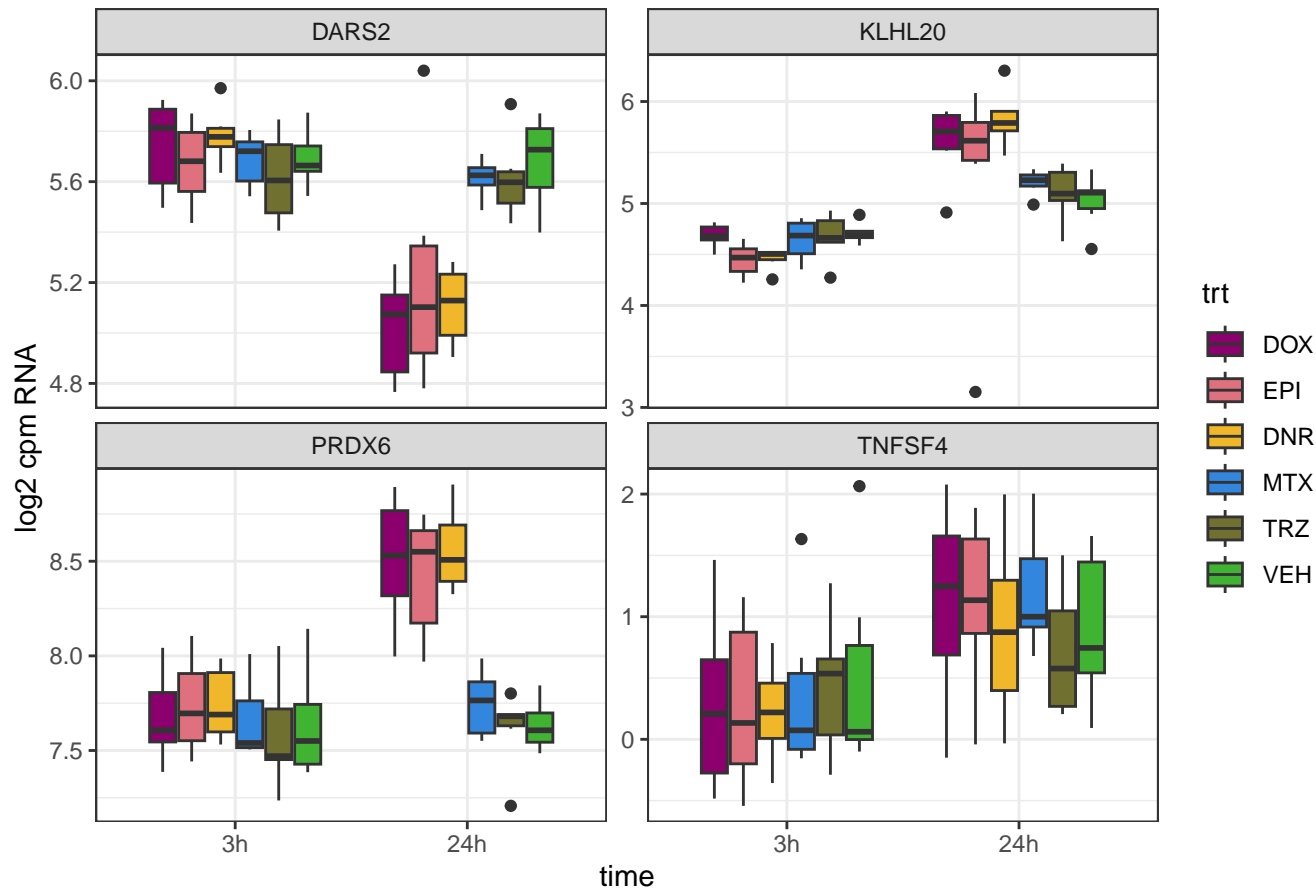 DARS2
KLHL20
6.0
5.6
5.2
4.8
6
5
4
3
PRDX6
TNFSF4
8.5
8.0
7.5
2
1
0
3h
24h
3h
24h
time
log2 cpm RNA
trt
DOX
EPI
DNR
MTX
TRZ
VEH